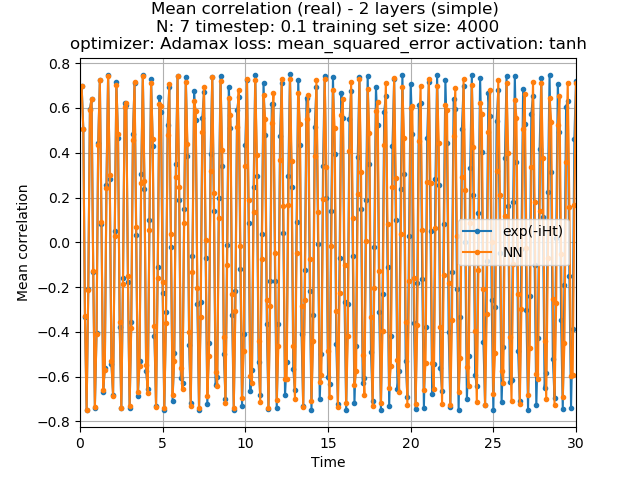 Mean correlation (real) - 2 layers (simple)
N: 7 timestep: 0.1 training set size: 4000
optimizer: Adamax loss: mean_squared_error activation: tanh
0.8
0.6
0.4
0.2
0.0
−0.2
−0.4
−0.6
−0.8
Mean correlation
exp(-iHt)
NN
0
5
10
15
20
25
30
Time